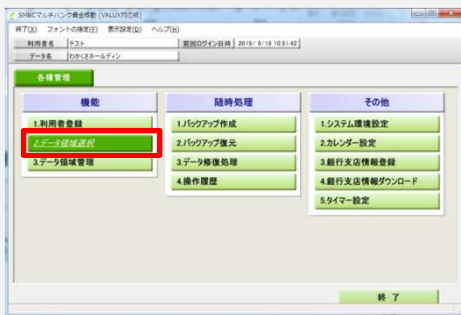 SMBCマルチバンク資金移動 (VALUX対応版)
終了(X) フォントの指定(F) 表示設定(D) ヘルプ(H)
利用者名 テスト 前回ログイン日時 2019/ 9/19 10:51:42
データ名 わかくさホールディン
各種管理
機能 随時処理 その他
1.利用者登録 1.バックアップ作成 1.システム環境設定
2.データ領域選択 2.バックアップ復元 2.カレンダー設定
3.データ領域管理 3.データ修復処理 3.銀行支店情報登録
4.操作履歴 4.銀行支店情報ダウンロード
5.タイマー設定
終 了